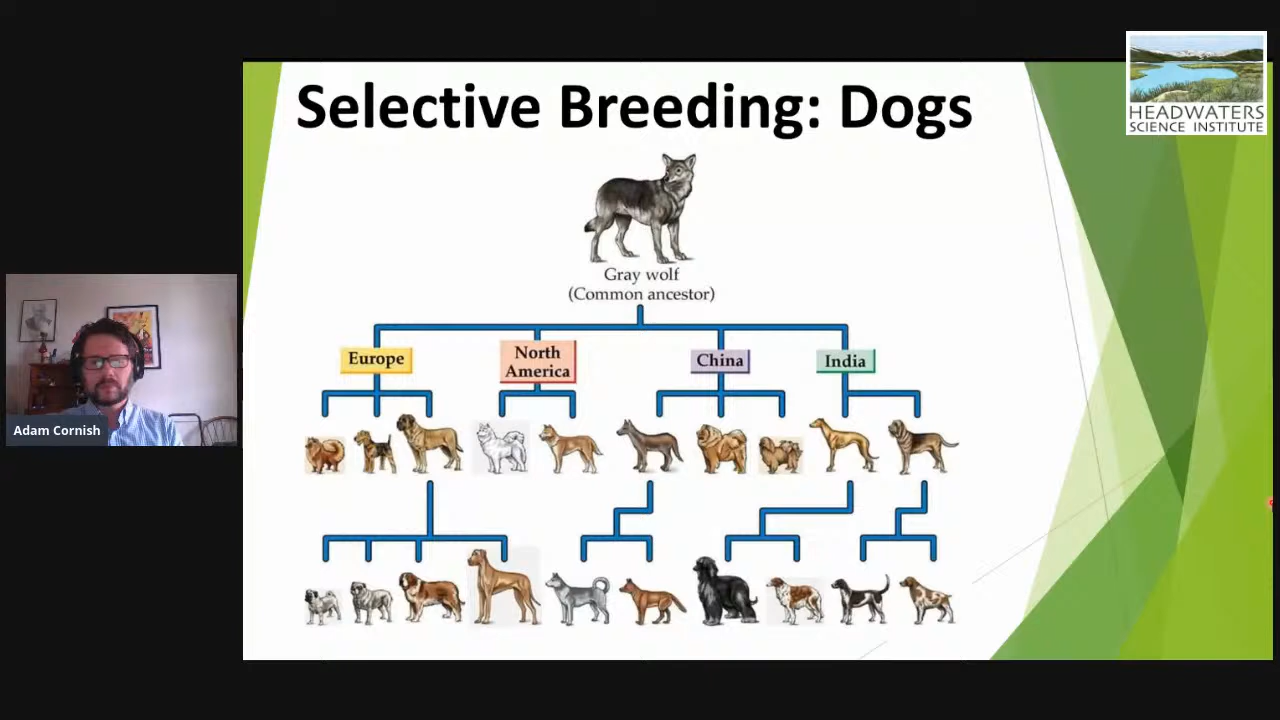 Selective Breeding: Dogs
HEADWATERS
SCIENCE INSTITUTE
Gray wolf
(Common ancestor)
Europe
North
America
China
India
Adam Cornish